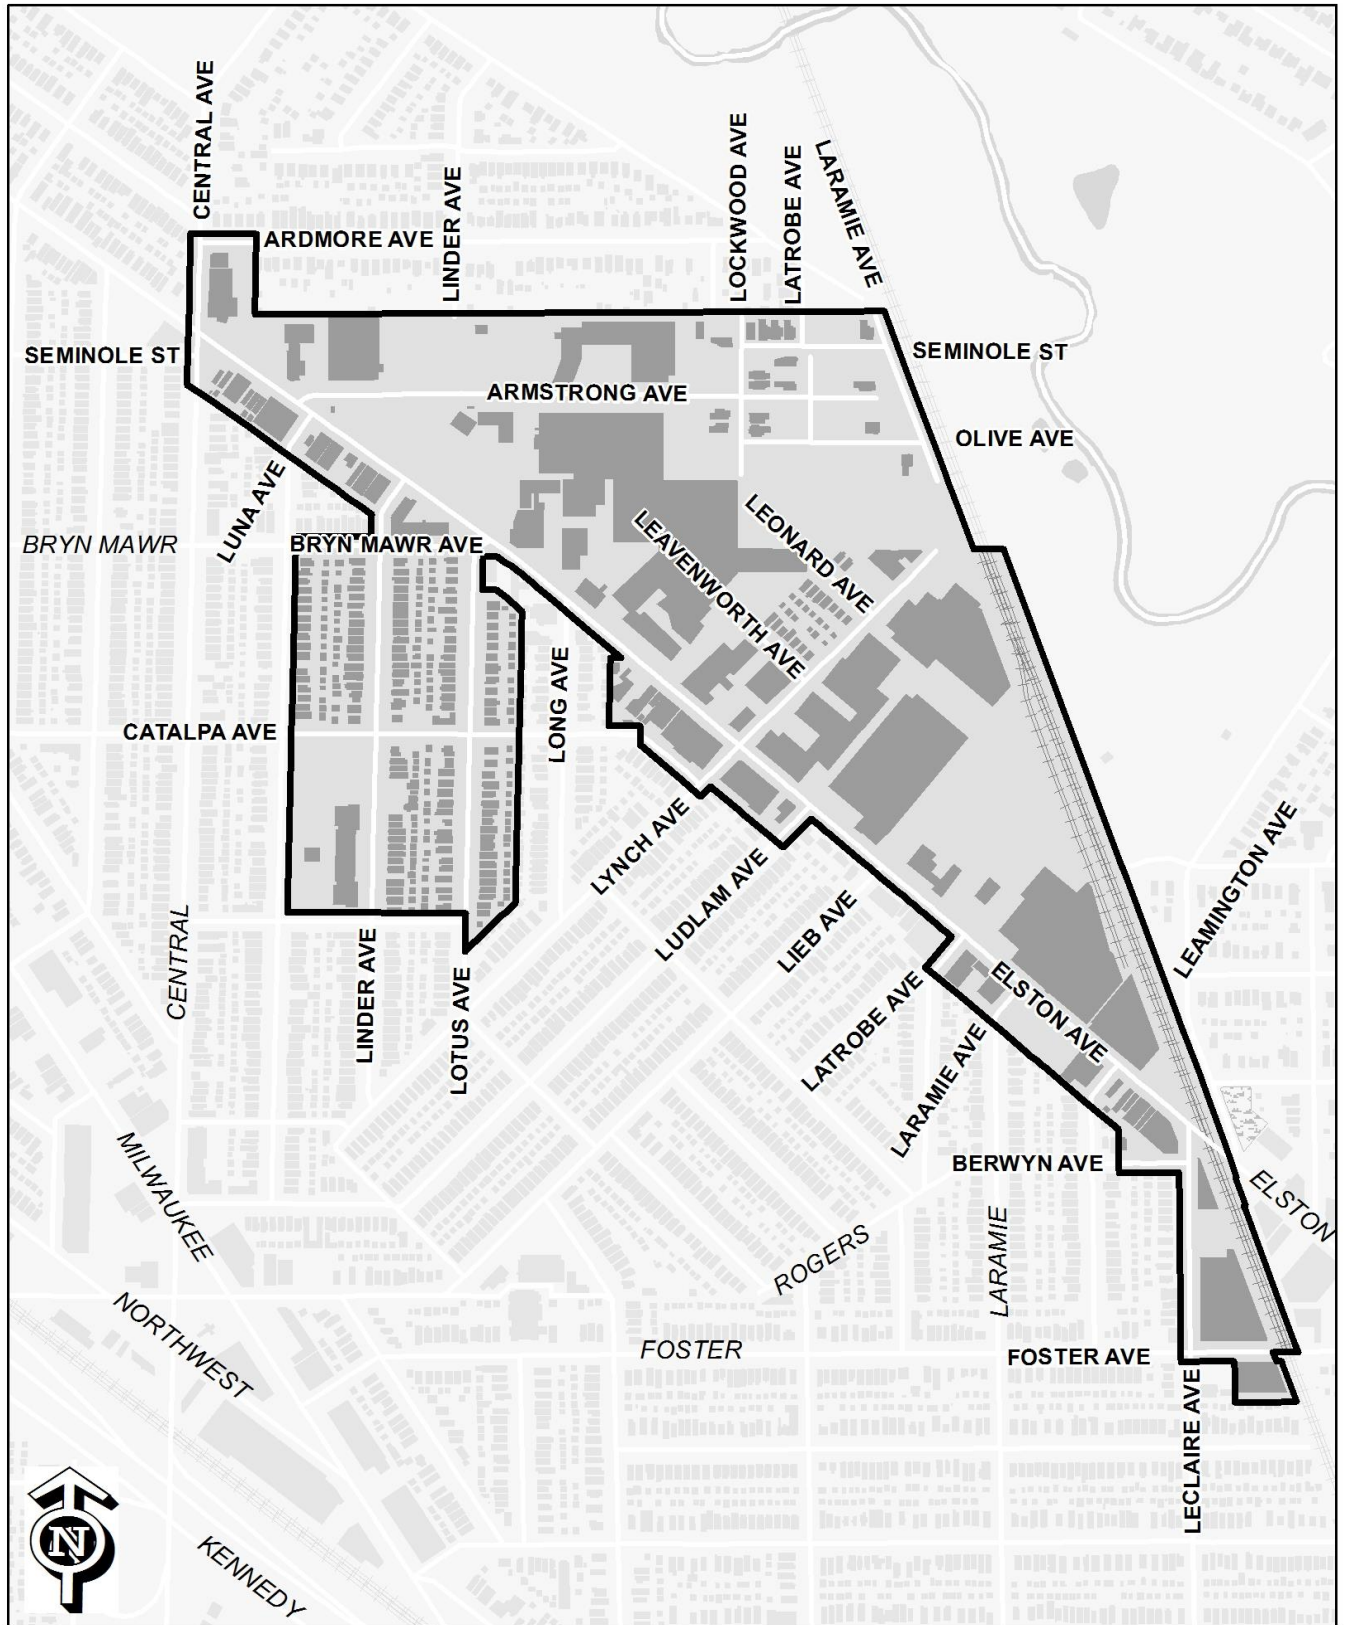 CENTRAL AVE
LOCKWOOD AVE
LATROBE AVE
LARAMIE AVE
LINDER AVE
ARDMORE AVE
SEMINOLE ST
SEMINOLE ST
ARMSTRONG AVE
OLIVE AVE
LUNA AVE
BRYN MAWR
BRYN MAWR AVE
LEONARD AVE
LEAVENWORTH AVE
LONG AVE
CATALPA AVE
LYNCH AVE
LUDLAM AVE
LIEB AVE
LEAMINGTON AVE
CENTRAL
LINDER AVE
LOTUS AVE
LATROBE AVE
ELSTON AVE
LARAMIE AVE
BERWYN AVE
MILWAUKEE
ELSTON
ROGERS
LARAMIE
NORTHWEST
FOSTER
FOSTER AVE
LECLAIRE AVE
KENNEDY
N